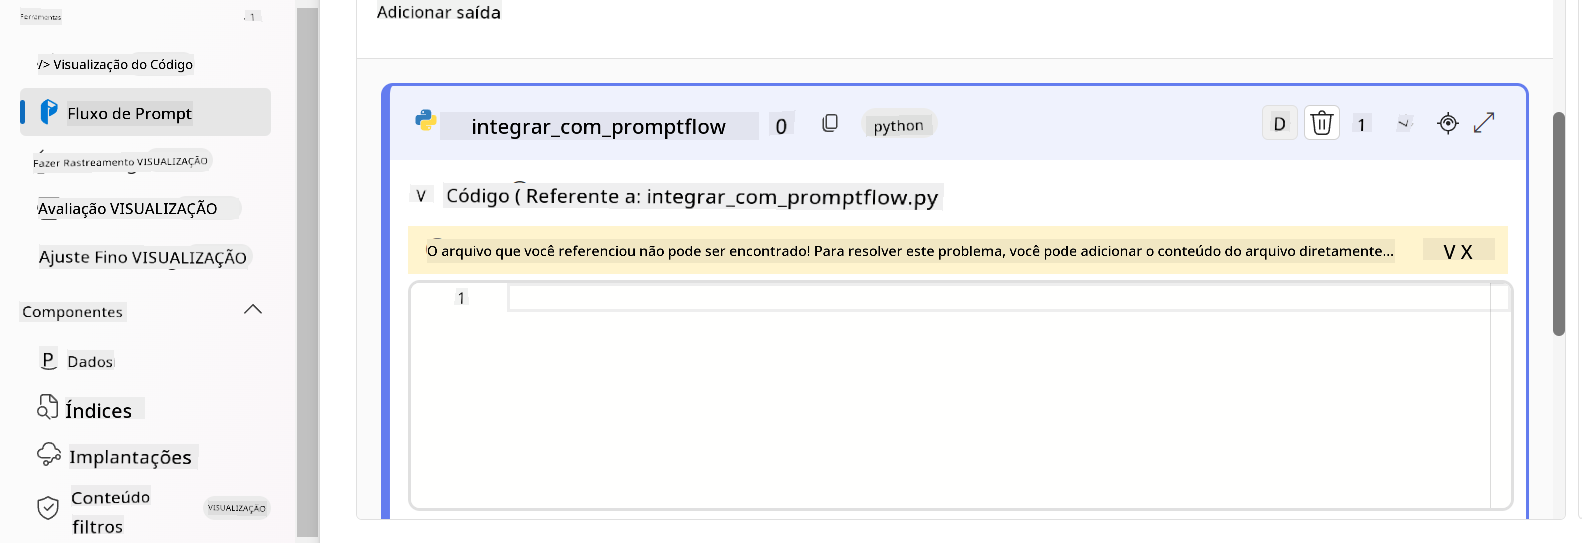 Ferramentas
1
/> Visualização do Código
Fluxo de Prompt
Fazer Rastreamento VISUALIZAÇÃO
Avaliação VISUALIZAÇÃO
Ajuste Fino VISUALIZAÇÃO
Componentes
P Dados
Índices
Implantações
Conteúdo
filtros
VISUALIZAÇÃO
Adicionar saída
integrar_com_promptflow 0 python D 1
V Código ( Referente a: integrar_com_promptflow.py
O arquivo que você referenciou não pode ser encontrado! Para resolver este problema, você pode adicionar o conteúdo do arquivo diretamente... V X
1